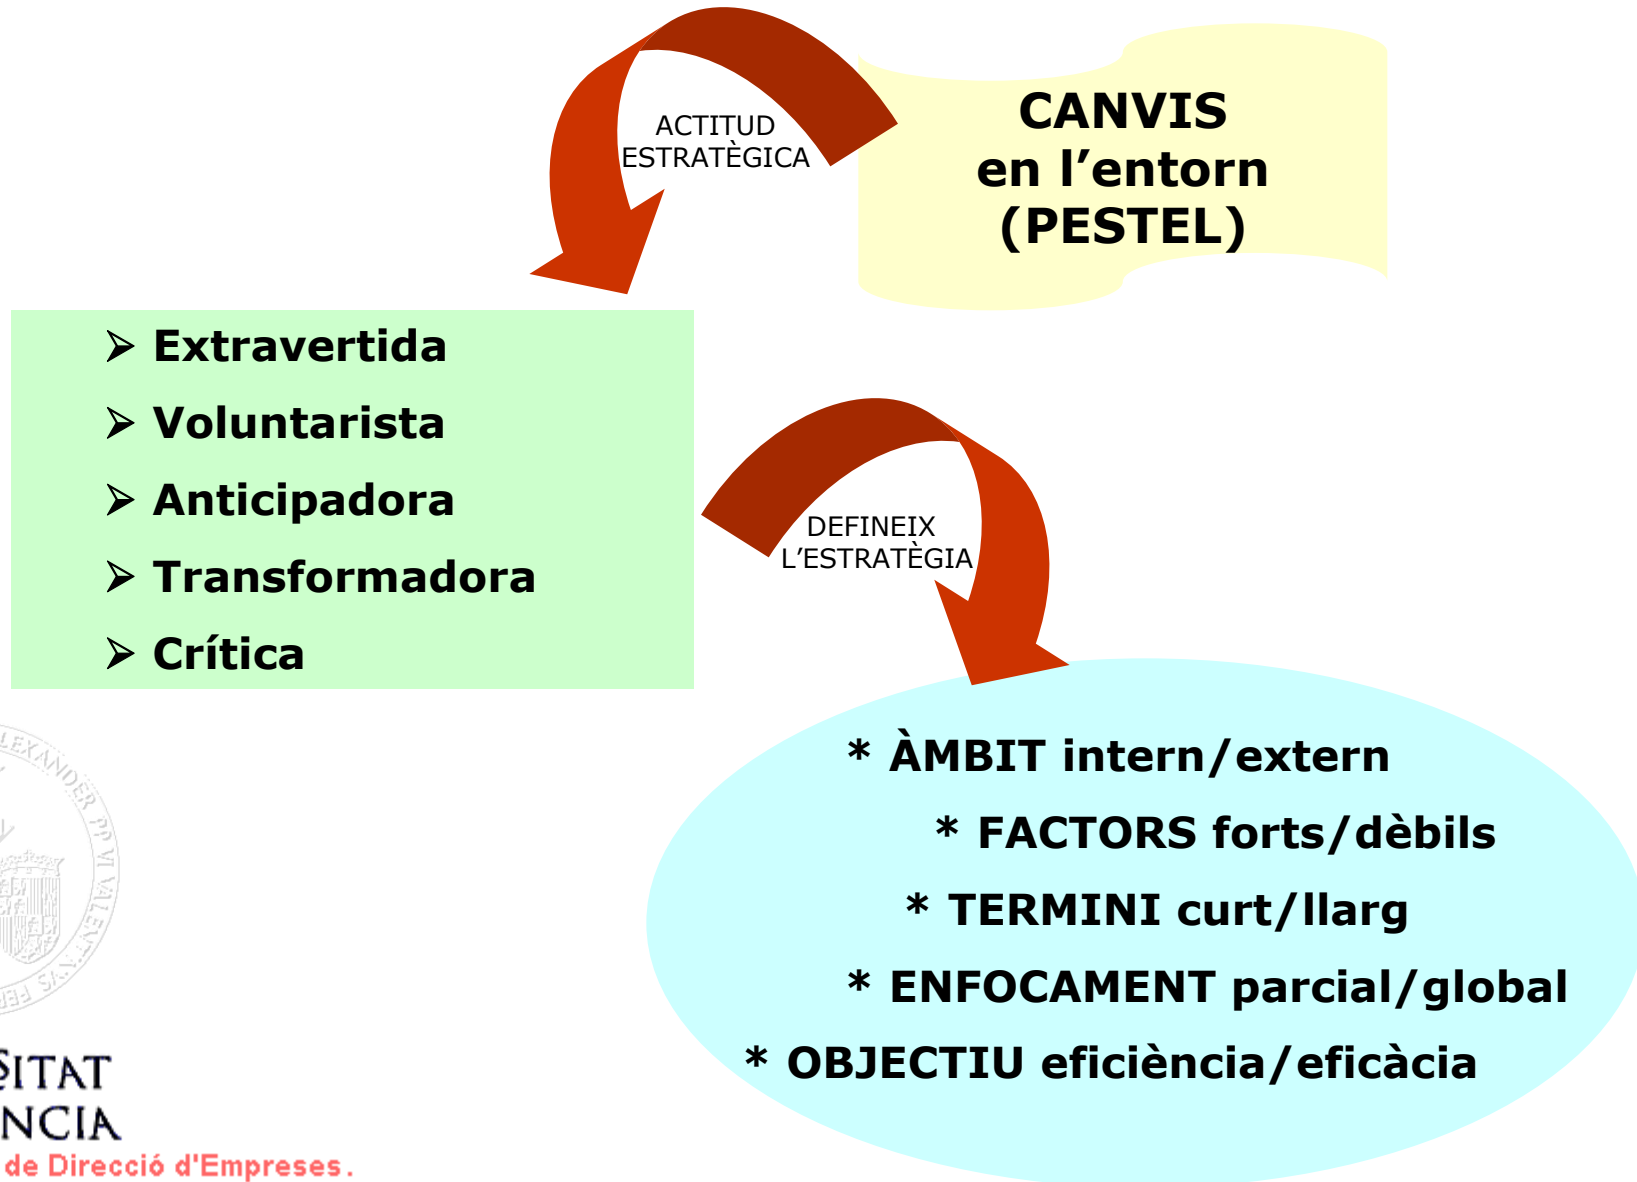 CANVIS
en l’entorn
(PESTEL)
ACTITUD
ESTRATÈGICA
➢ Extravertida
➢ Voluntarista
➢ Anticipadora
➢ Transformadora
➢ Crítica
DEFINEIX
L’ESTRATÈGIA
* ÀMBIT intern/extern
* FACTORS forts/dèbils
* TERMINI curt/llarg
* ENFOCAMENT parcial/global
* OBJECTIU eficiència/eficàcia
SITAT
NCIA
de Direcció d'Empreses.